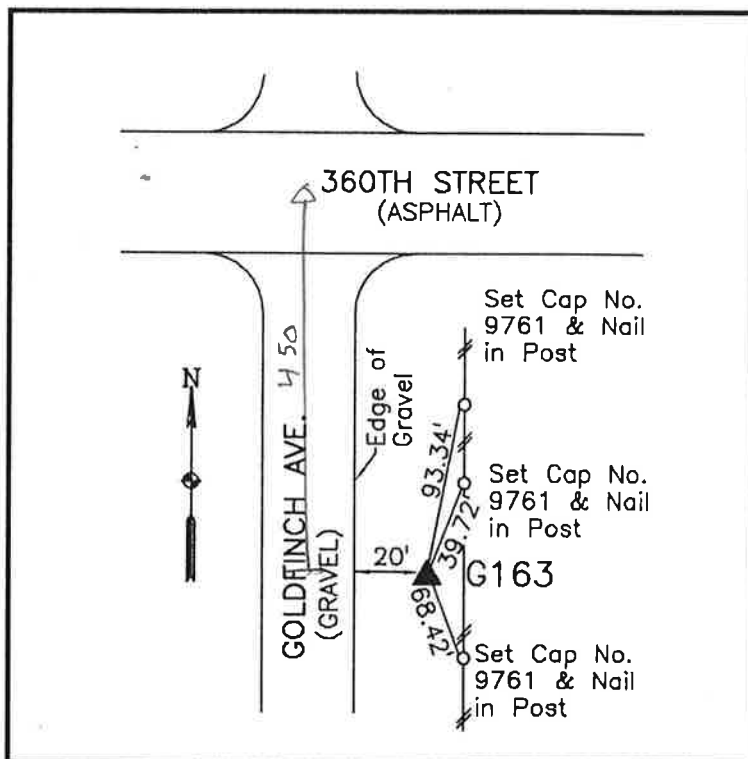 360TH STREET
(ASPHALT)
Set Cap No.
9761 & Nail
in Post
N
GOLDFINCH AVE.
(GRAVEL)
450
Edge of
Gravel
93.34'
Set Cap No.
9761 & Nail
in Post
39.72'
20'
G163
68.42'
Set Cap No.
9761 & Nail
in Post